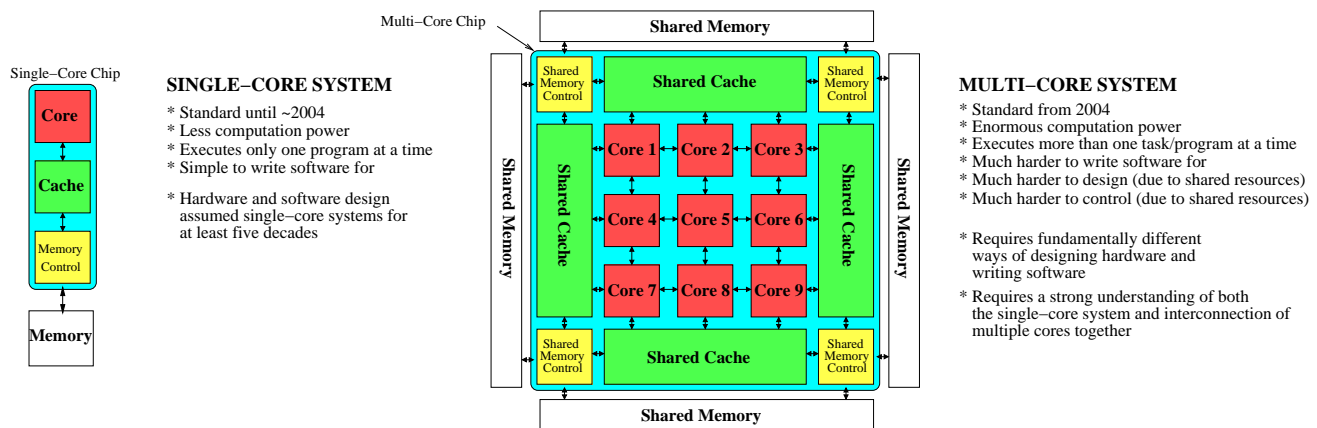 Single−Core Chip
Core
Cache
Memory
Control
Memory
SINGLE−CORE SYSTEM
* Standard until ~2004
* Less computation power
* Executes only one program at a time
* Simple to write software for
* Hardware and software design
assumed single−core systems for
at least five decades
Multi−Core Chip
Shared Memory
Shared Memory
Shared
Memory
Control
Shared Cache
Shared
Memory
Control
Shared Cache
Core 1
Core 2
Core 3
Core 4
Core 5
Core 6
Core 7
Core 8
Core 9
Shared Cache
Shared
Memory
Control
Shared Cache
Shared
Memory
Control
Shared Memory
Shared Memory
MULTI−CORE SYSTEM
* Standard from 2004
* Enormous computation power
* Executes more than one task/program at a time
* Much harder to write software for
* Much harder to design (due to shared resources)
* Much harder to control (due to shared resources)
* Requires fundamentally different
ways of designing hardware and
writing software
* Requires a strong understanding of both
the single−core system and interconnection of
multiple cores together